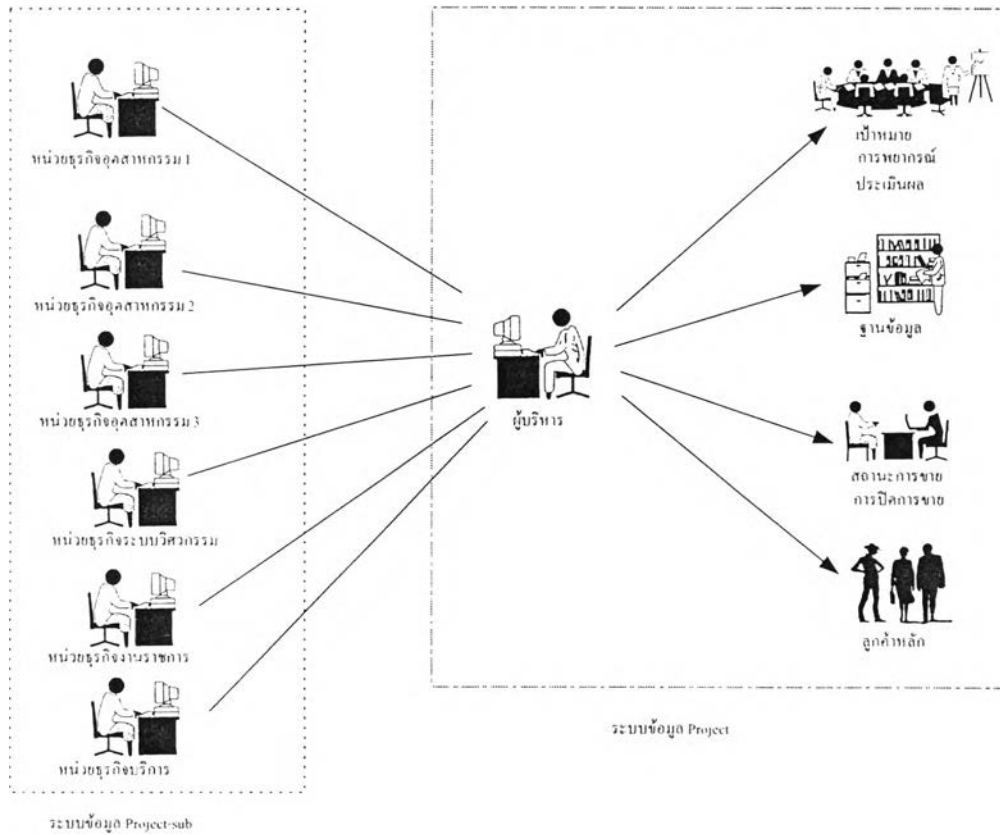 หน่วยธุรกิจอุตสาหกรรม 1
หน่วยธุรกิจอุตสาหกรรม 2
หน่วยธุรกิจอุตสาหกรรม 3
หน่วยธุรกิจระบบวิศวกรรม
หน่วยธุรกิจงานราชการ
หน่วยธุรกิจบริการ
ระบบข้อมูล Project-sub
ผู้บริหาร
เป้าหมาย
การพยากรณ์
ประเมินผล
ฐานข้อมูล
สถานะการขาย
การปิดการขาย
ลูกค้าหลัก
ระบบข้อมูล Project